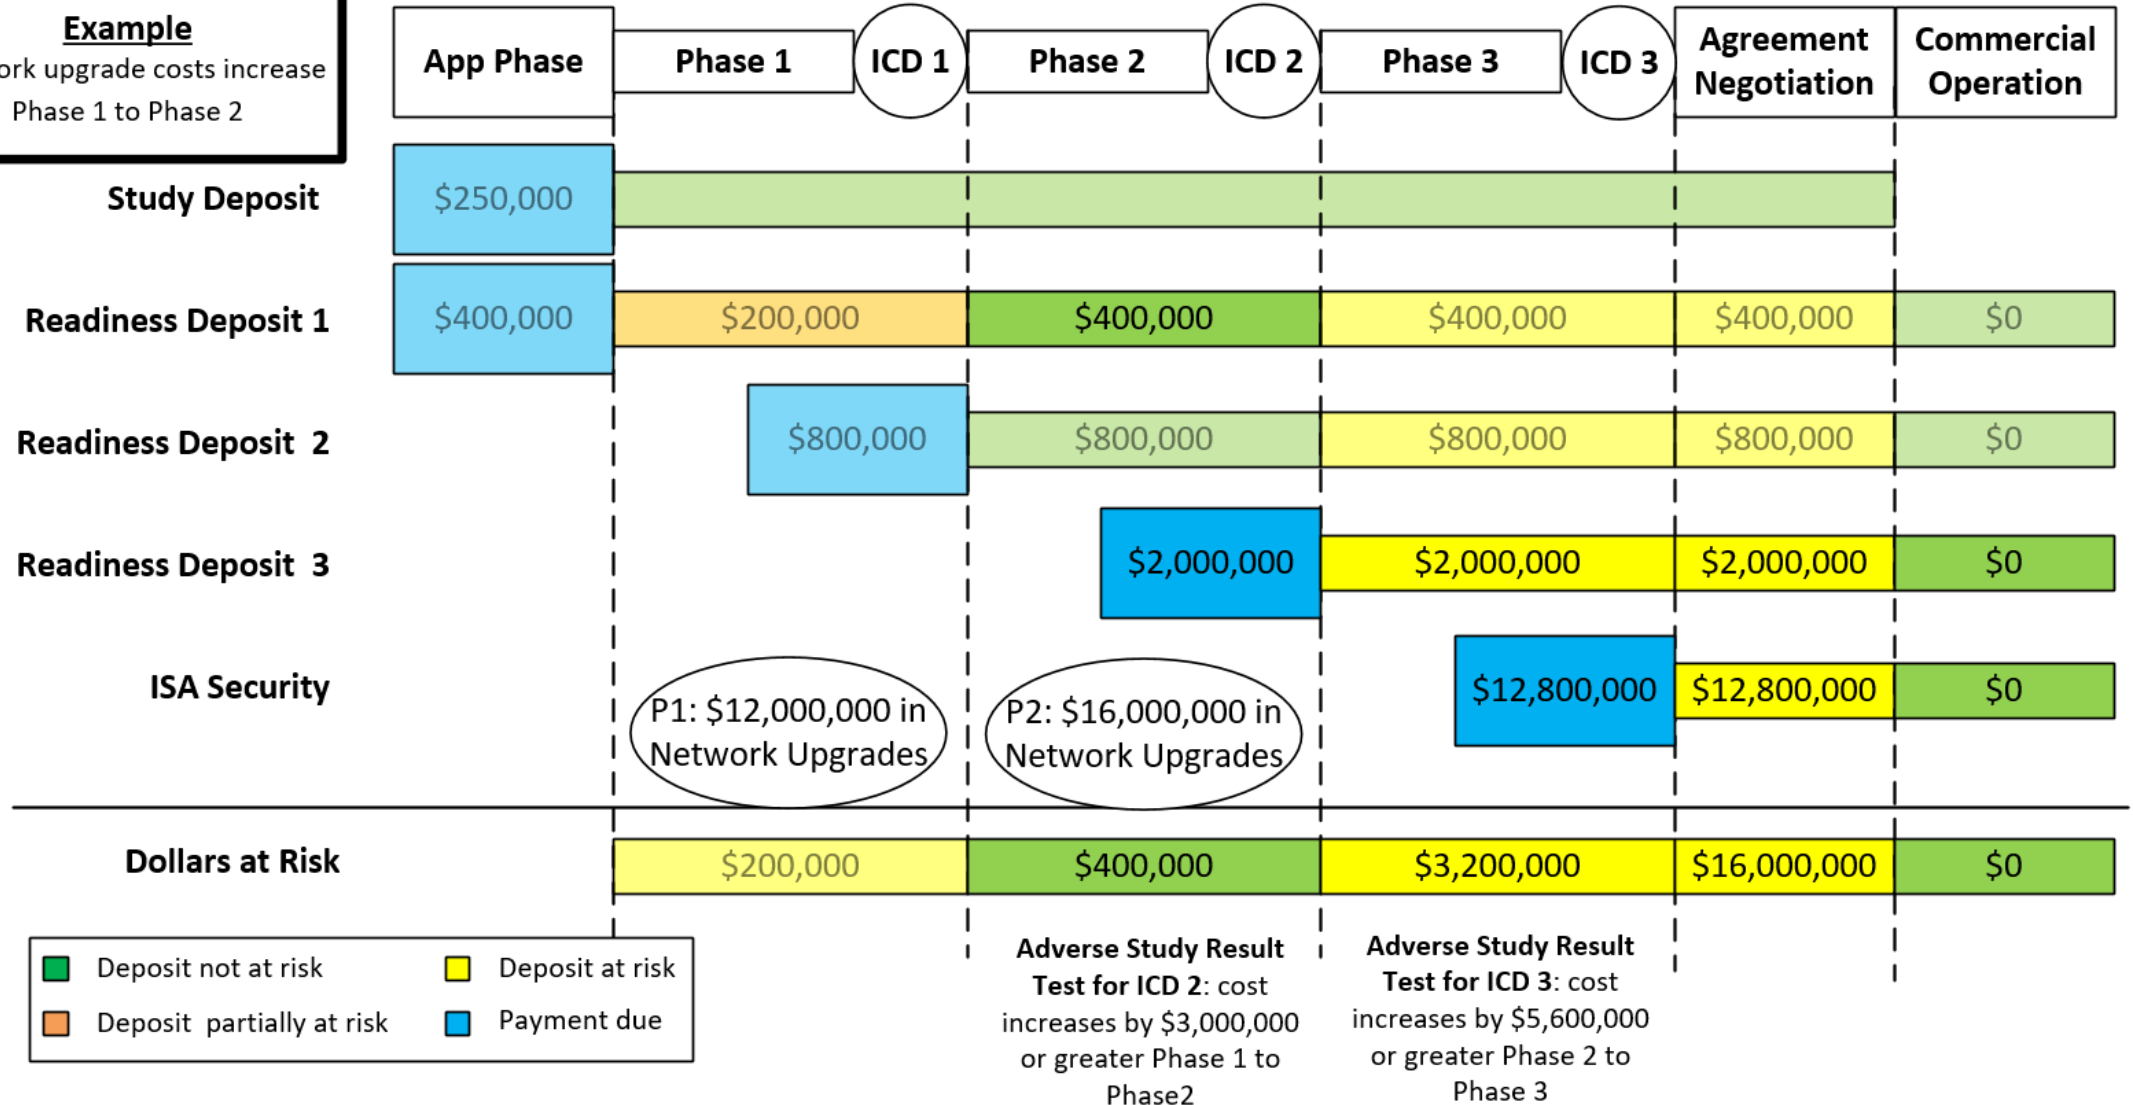 Example
ork upgrade costs increase
Phase 1 to Phase 2
App Phase
Phase 1
ICD 1
Phase 2
ICD 2
Phase 3
ICD 3
Agreement
Negotiation
Commercial
Operation
Study Deposit
$250,000
Readiness Deposit 1
$400,000
$200,000
$400,000
$400,000
$400,000
$0
Readiness Deposit  2
$800,000
$800,000
$800,000
$800,000
$0
Readiness Deposit  3
$2,000,000
$2,000,000
$2,000,000
$0
ISA Security
P1: $12,000,000 in
Network Upgrades
P2: $16,000,000 in
Network Upgrades
$12,800,000
$12,800,000
$0
Dollars at Risk
$200,000
$400,000
$3,200,000
$16,000,000
$0
Deposit not at risk
Deposit at risk
Deposit  partially at risk
Payment due
Adverse Study Result
Test for ICD 2: cost
increases by $3,000,000
or greater Phase 1 to
Phase2
Adverse Study Result
Test for ICD 3: cost
increases by $5,600,000
or greater Phase 2 to
Phase 3